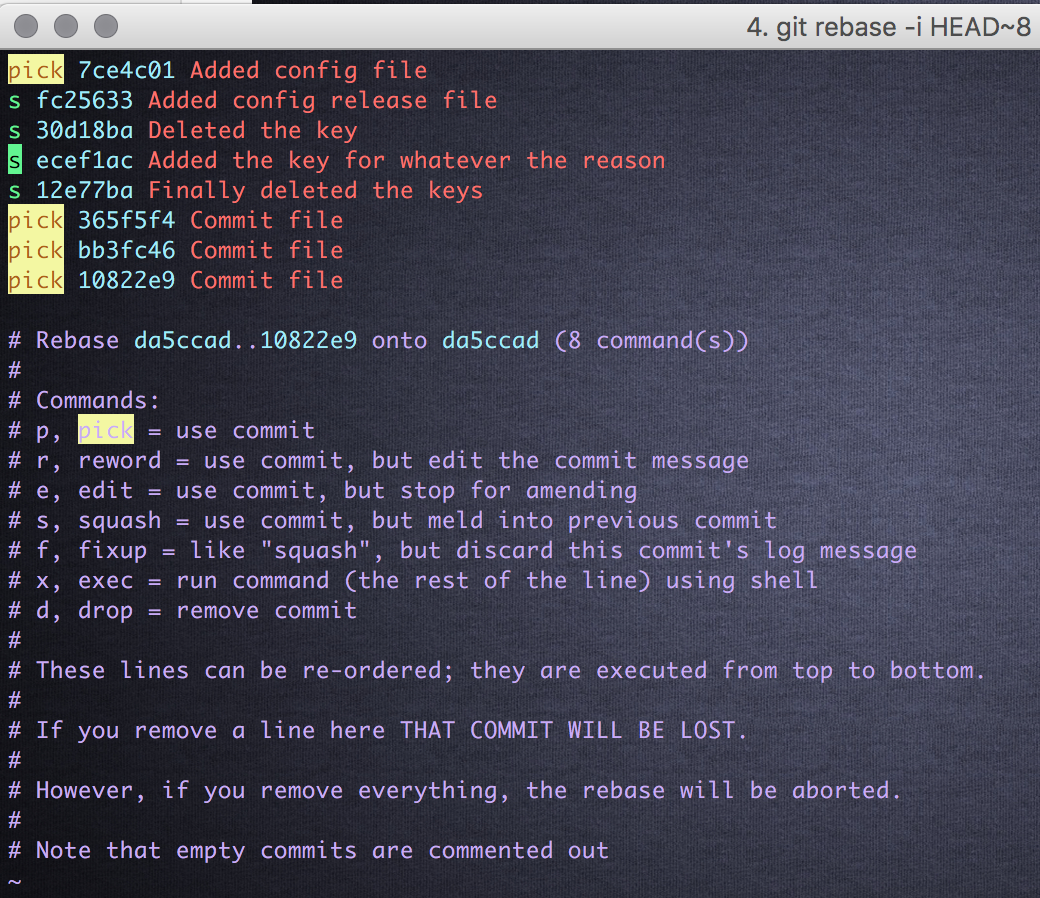 4. git rebase -i HEAD~8
pick 7ce4c01 Added config file
s fc25633 Added config release file
s 30d18ba Deleted the key
s ecef1ac Added the key for whatever the reason
s 12e77ba Finally deleted the keys
pick 365f5f4 Commit file
pick bb3fc46 Commit file
pick 10822e9 Commit file

# Rebase da5ccad..10822e9 onto da5ccad (8 command(s))
#
# Commands:
# p, pick = use commit
# r, reword = use commit, but edit the commit message
# e, edit = use commit, but stop for amending
# s, squash = use commit, but meld into previous commit
# f, fixup = like "squash", but discard this commit's log message
# x, exec = run command (the rest of the line) using shell
# d, drop = remove commit
#
# These lines can be re-ordered; they are executed from top to bottom.
#
# If you remove a line here THAT COMMIT WILL BE LOST.
#
# However, if you remove everything, the rebase will be aborted.
#
# Note that empty commits are commented out
~